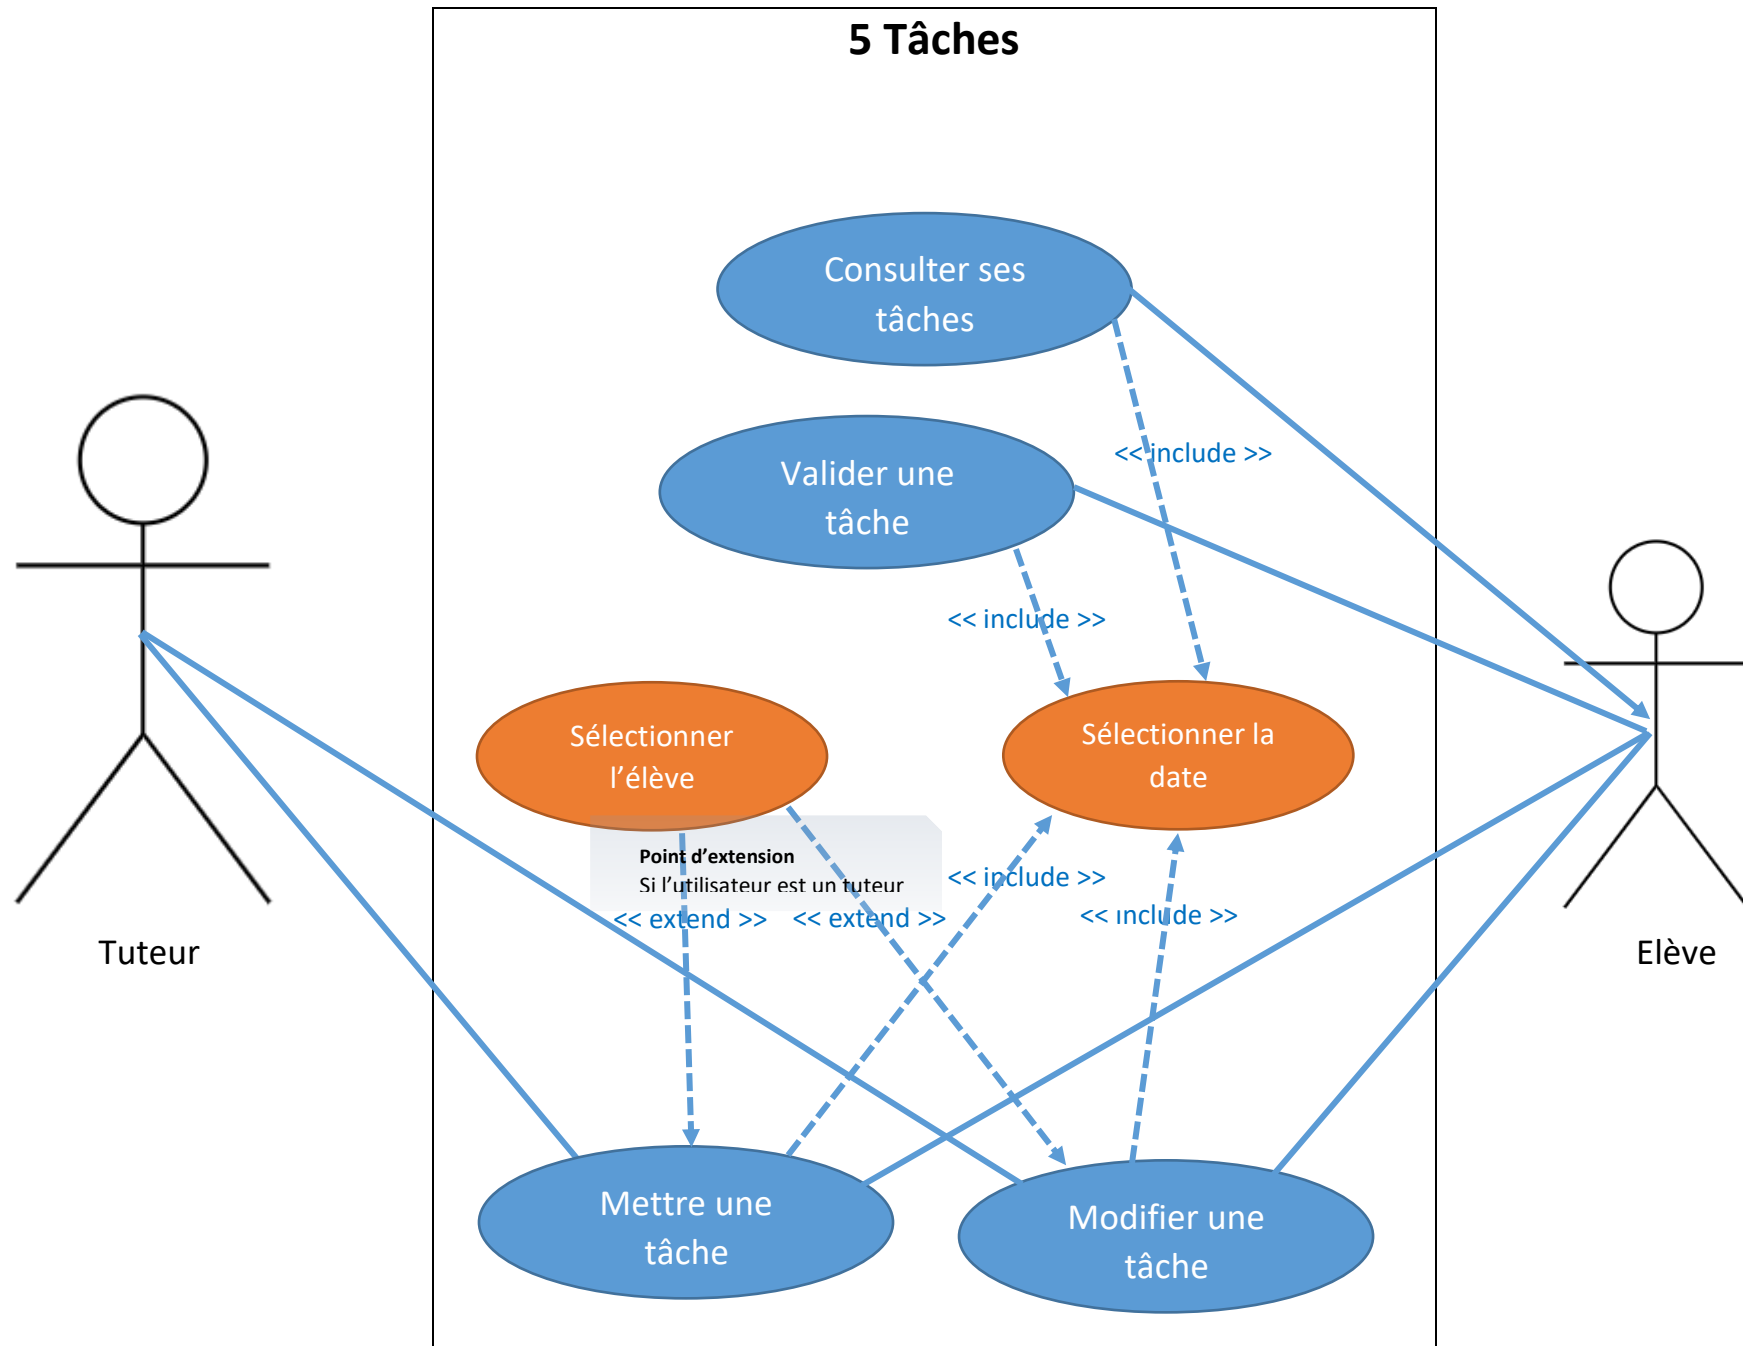 5 Tâches
Consulter ses
tâches
<< include >>
Valider une
tâche
<< include >>
Sélectionner
l'élève
Sélectionner la
date
Point d'extension
Si l'utilisateur est un tuteur
<< include >>
<< extend >>
<< extend >>
<< include >>
Tuteur
Elève
Mettre une
tâche
Modifier une
tâche